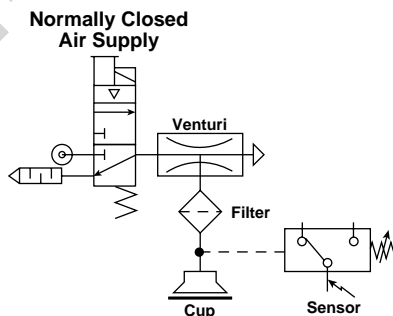 Normally Closed
Air Supply
Venturi
Filter
Cup
Sensor